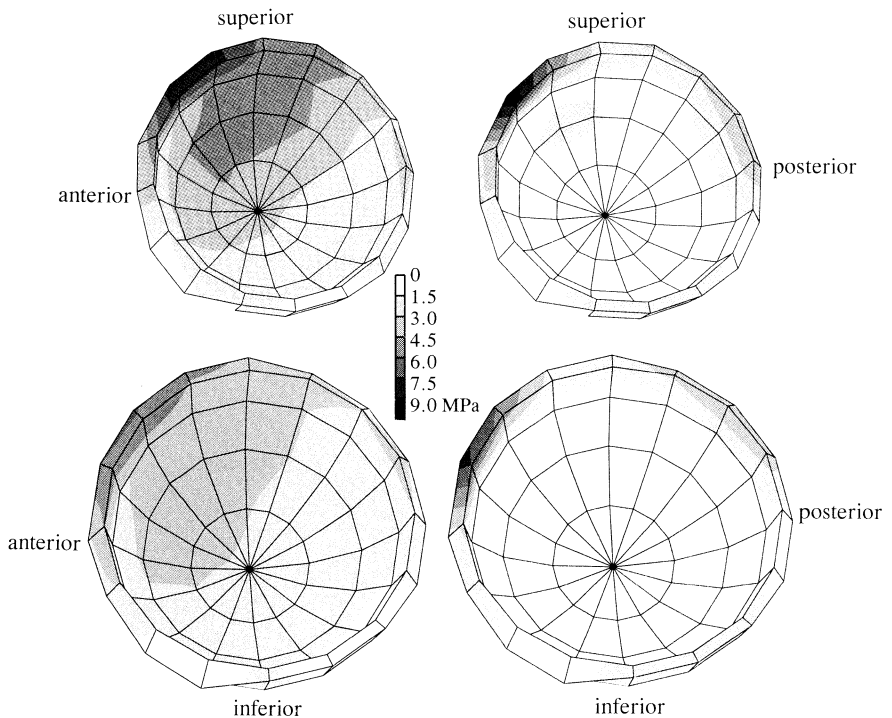 superior
superior
anterior
posterior
0
1.5
3.0
4.5
6.0
7.5
9.0 MPa
anterior
posterior
inferior
inferior